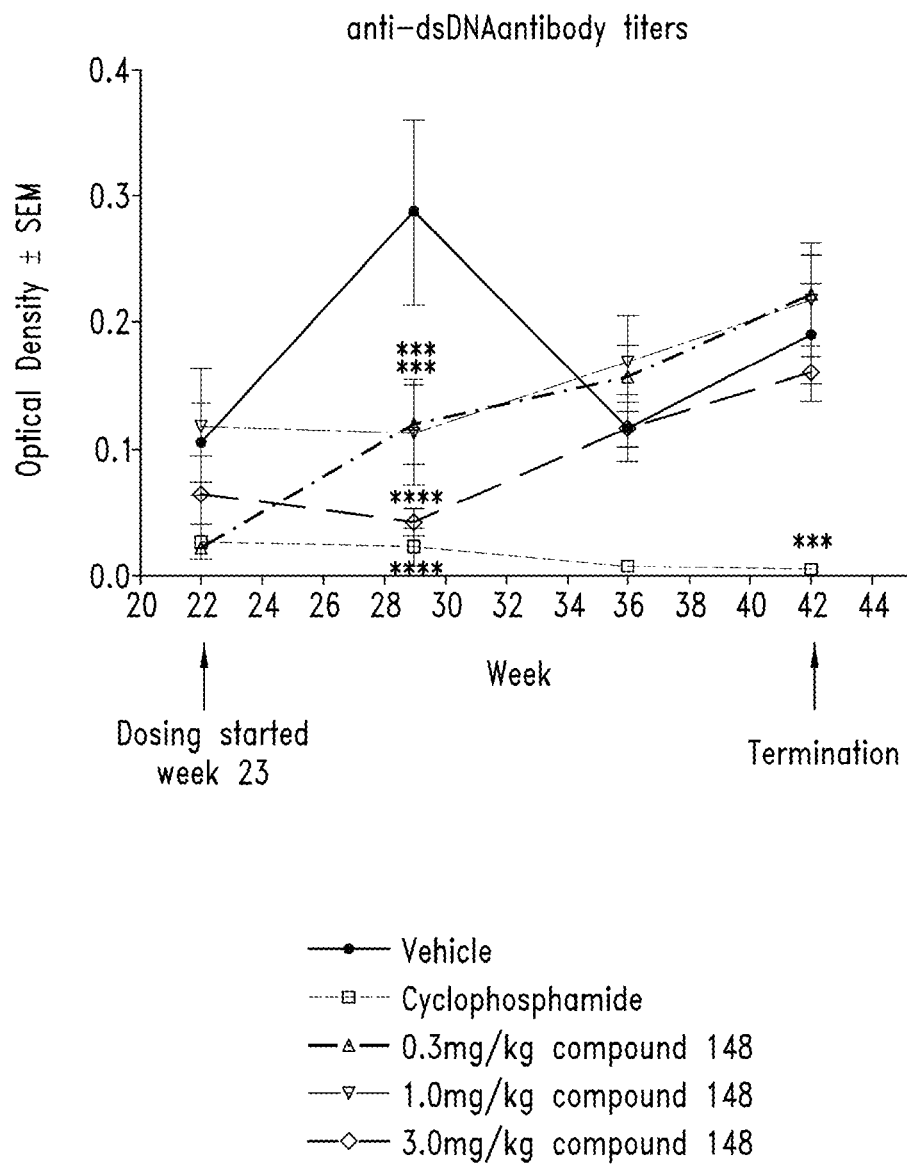 anti-dsDNAantibody titers
Optical Density ± SEM
0.4
0.3
0.2
0.1
0.0
***
***
****
****
***
20 22 24 26 28 30 32 34 36 38 40 42 44
Week
Dosing started
week 23
Termination
Vehicle
Cyclophosphamide
0.3mg/kg compound 148
1.0mg/kg compound 148
3.0mg/kg compound 148